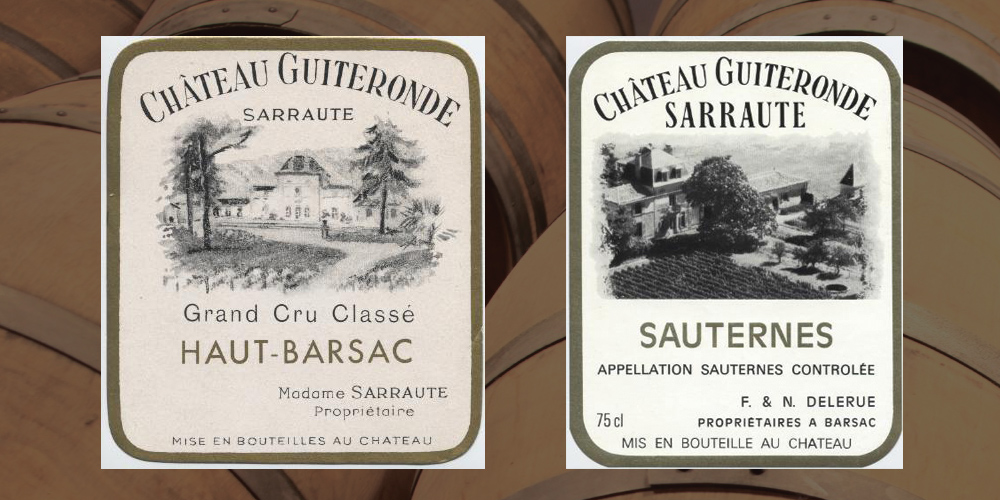 CHÂTEAU GUITERONDE
SARRAUTE
Grand Cru Classé
HAUT-BARSAC
Madame SARRAUTE
Propriétaire
MISE EN BOUTEILLES AU CHATEAU
CHÂTEAU GUITERONDE
SARRAUTE
SAUTERNES
APPELLATION SAUTERNES CONTROLÉE
F. & N. DELERUE
75 cl
PROPRIÉTAIRES A BARSAC
MIS EN BOUTEILLE AU CHATEAU